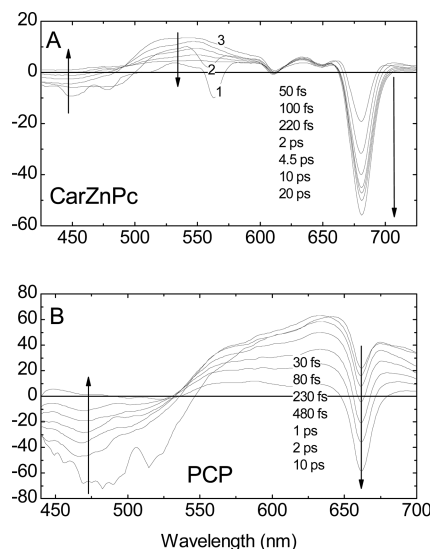 20
0
-20
-40
-60
A
3
2
1
50 fs
100 fs
220 fs
2 ps
4.5 ps
10 ps
20 ps
CarZnPc
450 500 550 600 650 700
80
60
40
20
0
-20
-40
-60
-80
B
30 fs
80 fs
230 fs
480 fs
1 ps
2 ps
10 ps
PCP
450 500 550 600 650 700
Wavelength (nm)